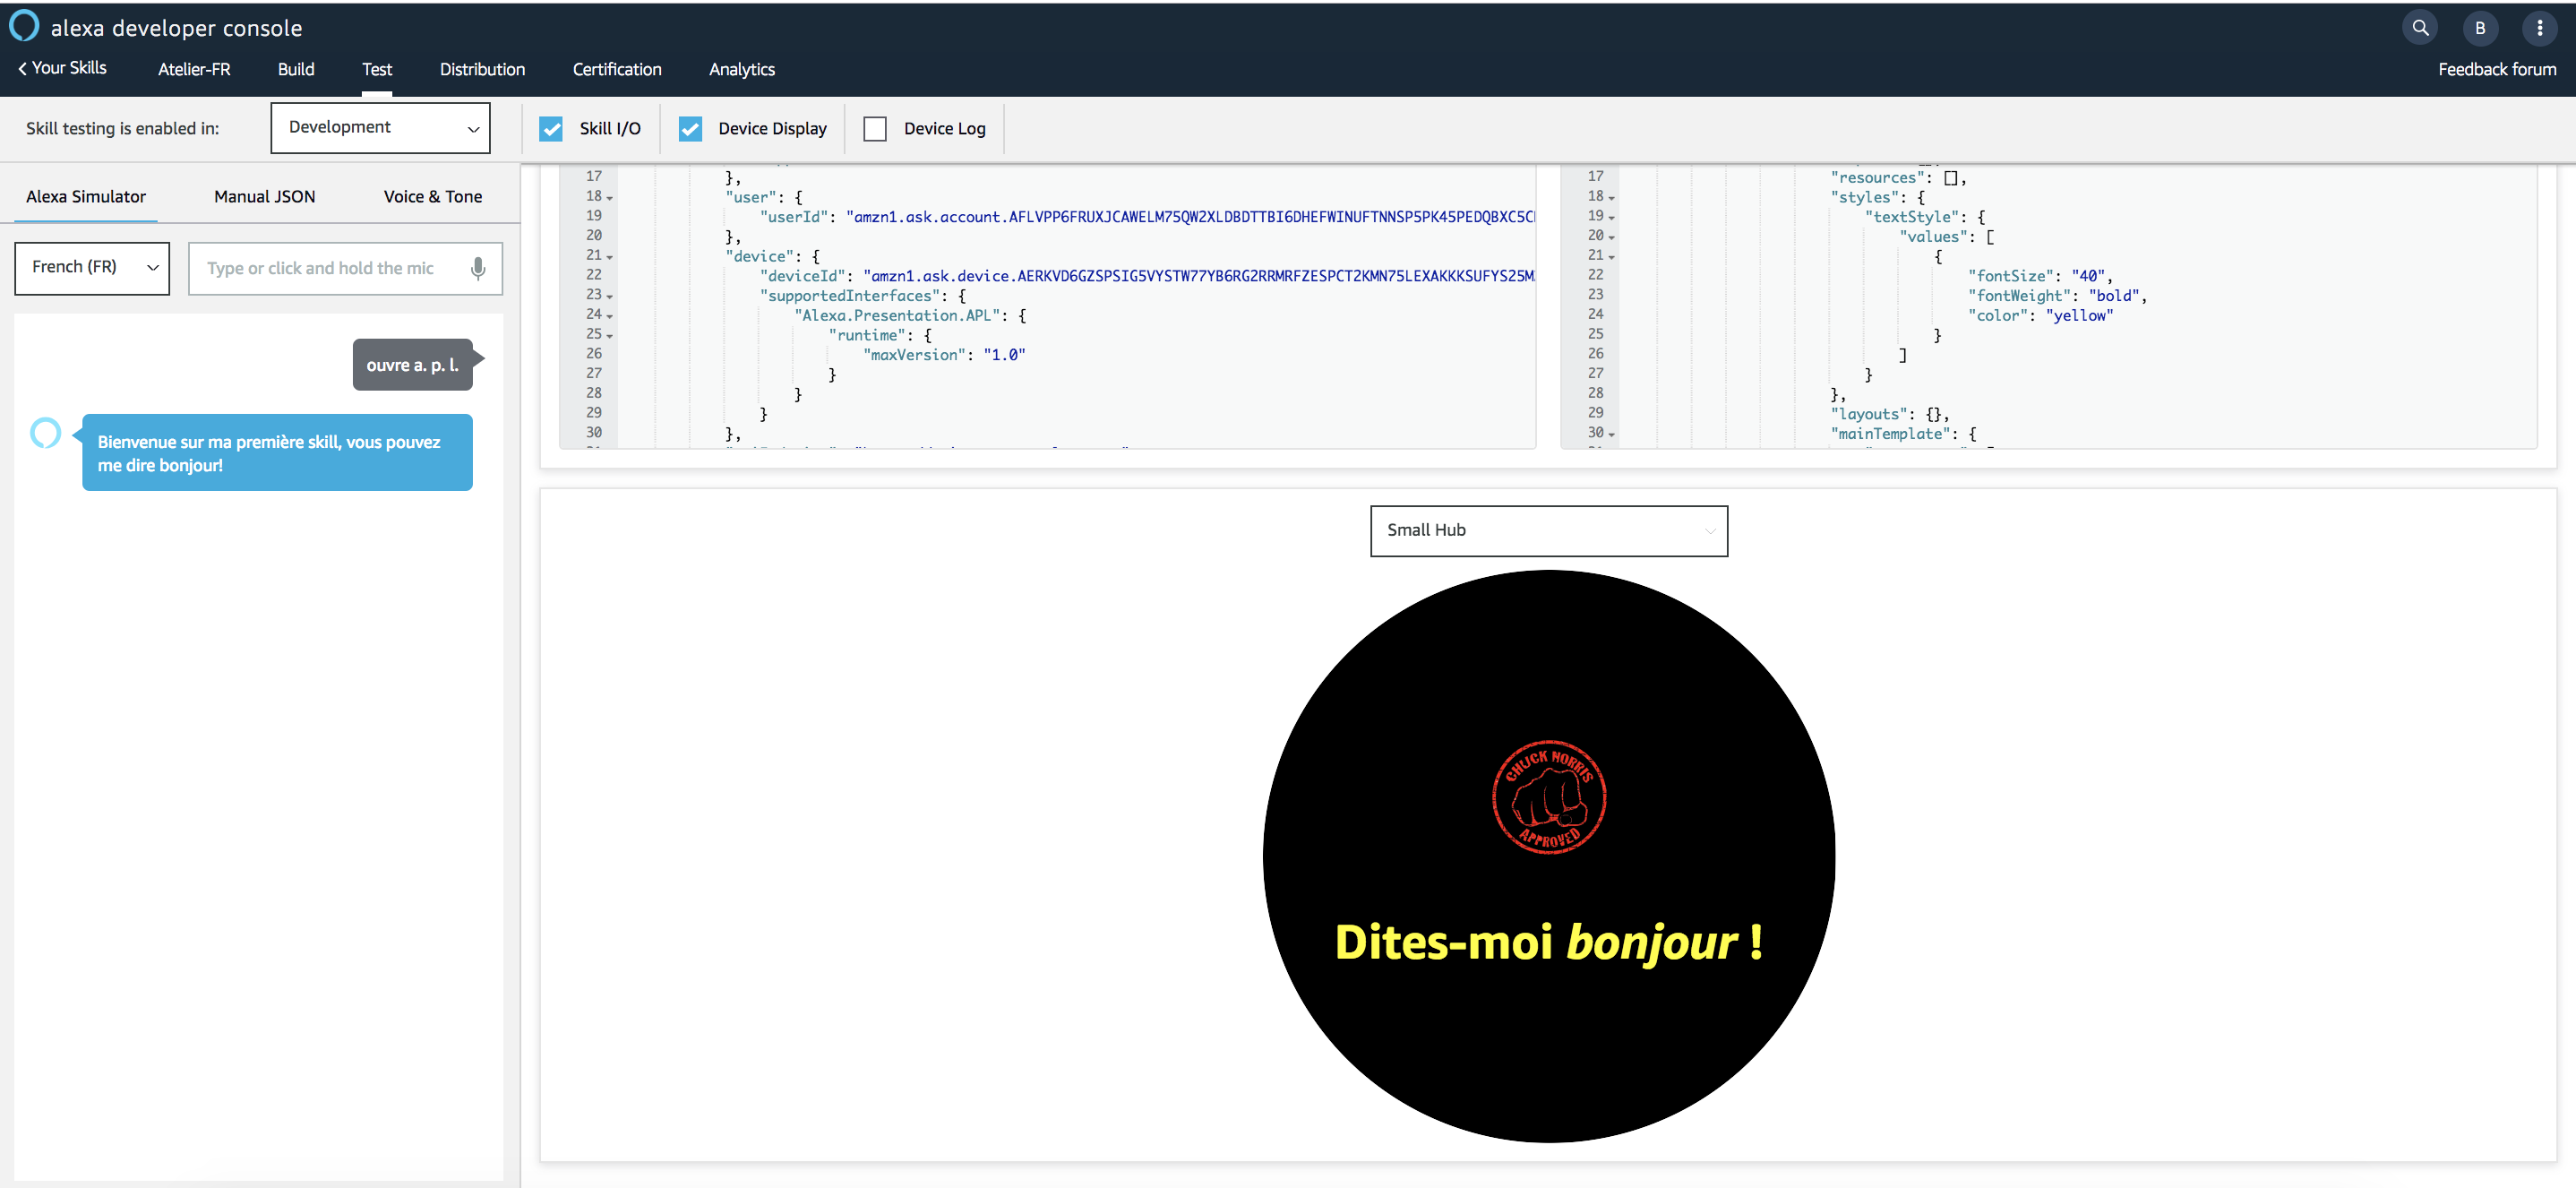 alexa developer console
B
Your Skills
Atelier-FR
Build
Test
Distribution
Certification
Analytics
Feedback forum
Skill testing is enabled in:
Development
Skill I/O
Device Display
Device Log
Alexa Simulator
Manual JSON
Voice & Tone
French (FR)
Type or click and hold the mic
ouvre a. p. l.
Bienvenue sur ma première skill, vous pouvez
me dire bonjour!
17 },
18 "user": {
19 "userId": "amzn1.ask.account.AFLVPP6FRUXJCAWELM75QW2XLDBDTTBI6DHEFWINUFTNNSP5PK45PEDQBXC5C
20 },
21 "device": {
22 "deviceId": "amzn1.ask.device.AERKVD6GZSPSIG5VYSTW77YB6RG2RRMRFZESPCT2KMN75LEXAKKKSUFYS25M
23 "supportedInterfaces": {
24 "Alexa.Presentation.APL": {
25 "runtime": {
26 "maxVersion": "1.0"
27 }
28 }
29 }
30 },
17 "resources": [],
18 "styles": {
19 "textStyle": {
20 "values": [
21 {
22 "fontSize": "40",
23 "fontWeight": "bold",
24 "color": "yellow"
25 }
26 ]
27 }
28 },
29 "layouts": {},
30 "mainTemplate": {
Small Hub
CHUCK NORRIS
APPROVED
Dites-moi bonjour !